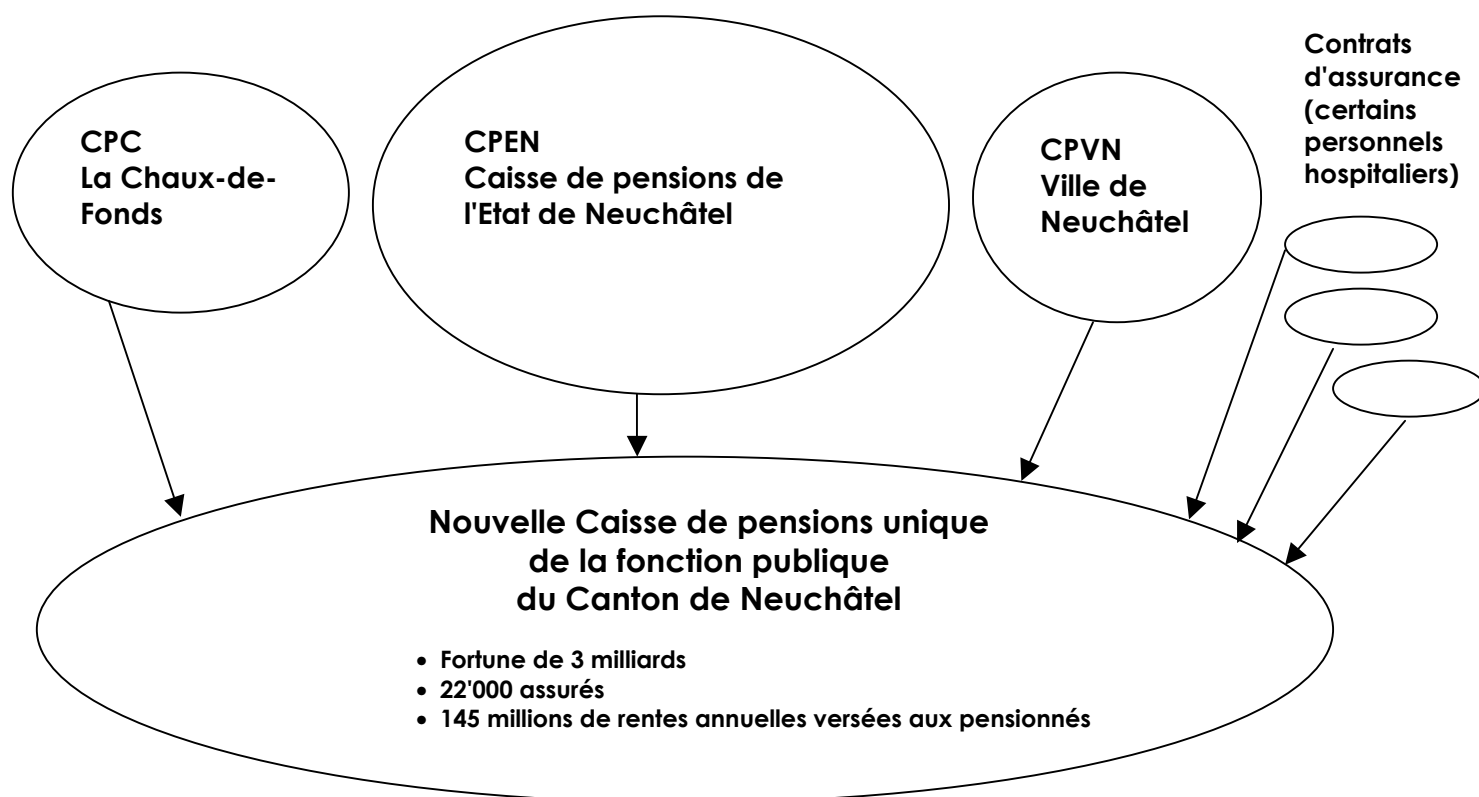 CPC
La Chaux-de-
Fonds
CPEN
Caisse de pensions de
l'Etat de Neuchâtel
CPVN
Ville de
Neuchâtel
Contrats
d'assurance
(certains
personnels
hospitaliers)
Nouvelle Caisse de pensions unique
de la fonction publique
du Canton de Neuchâtel
• Fortune de 3 milliards
• 22'000 assurés
• 145 millions de rentes annuelles versées aux pensionnés